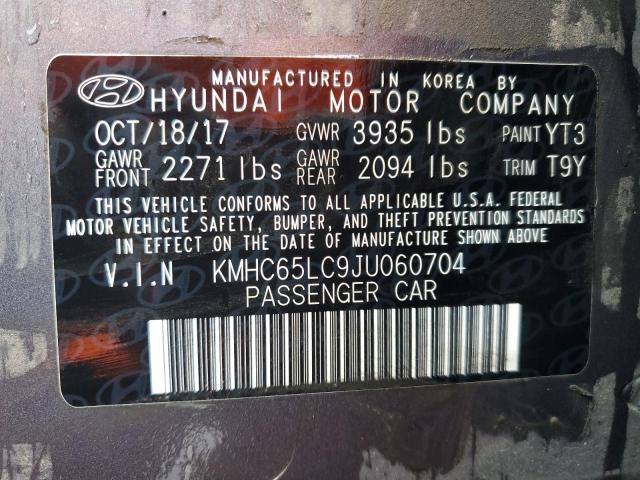 MANUFACTURED IN KOREA BY
HYUNDAI MOTOR COMPANY
OCT/18/17 GVWR 3935 lbs PAINT YT3
GAWR FRONT 2271 lbs GAWR REAR 2094 lbs TRIM T9Y
THIS VEHICLE CONFORMS TO ALL APPLICABLE U.S.A. FEDERAL
MOTOR VEHICLE SAFETY, BUMPER, AND THEFT PREVENTION STANDARDS
IN EFFECT ON THE DATE OF MANUFACTURE SHOWN ABOVE
V.I.N KMHC65LC9JU060704
PASSENGER CAR